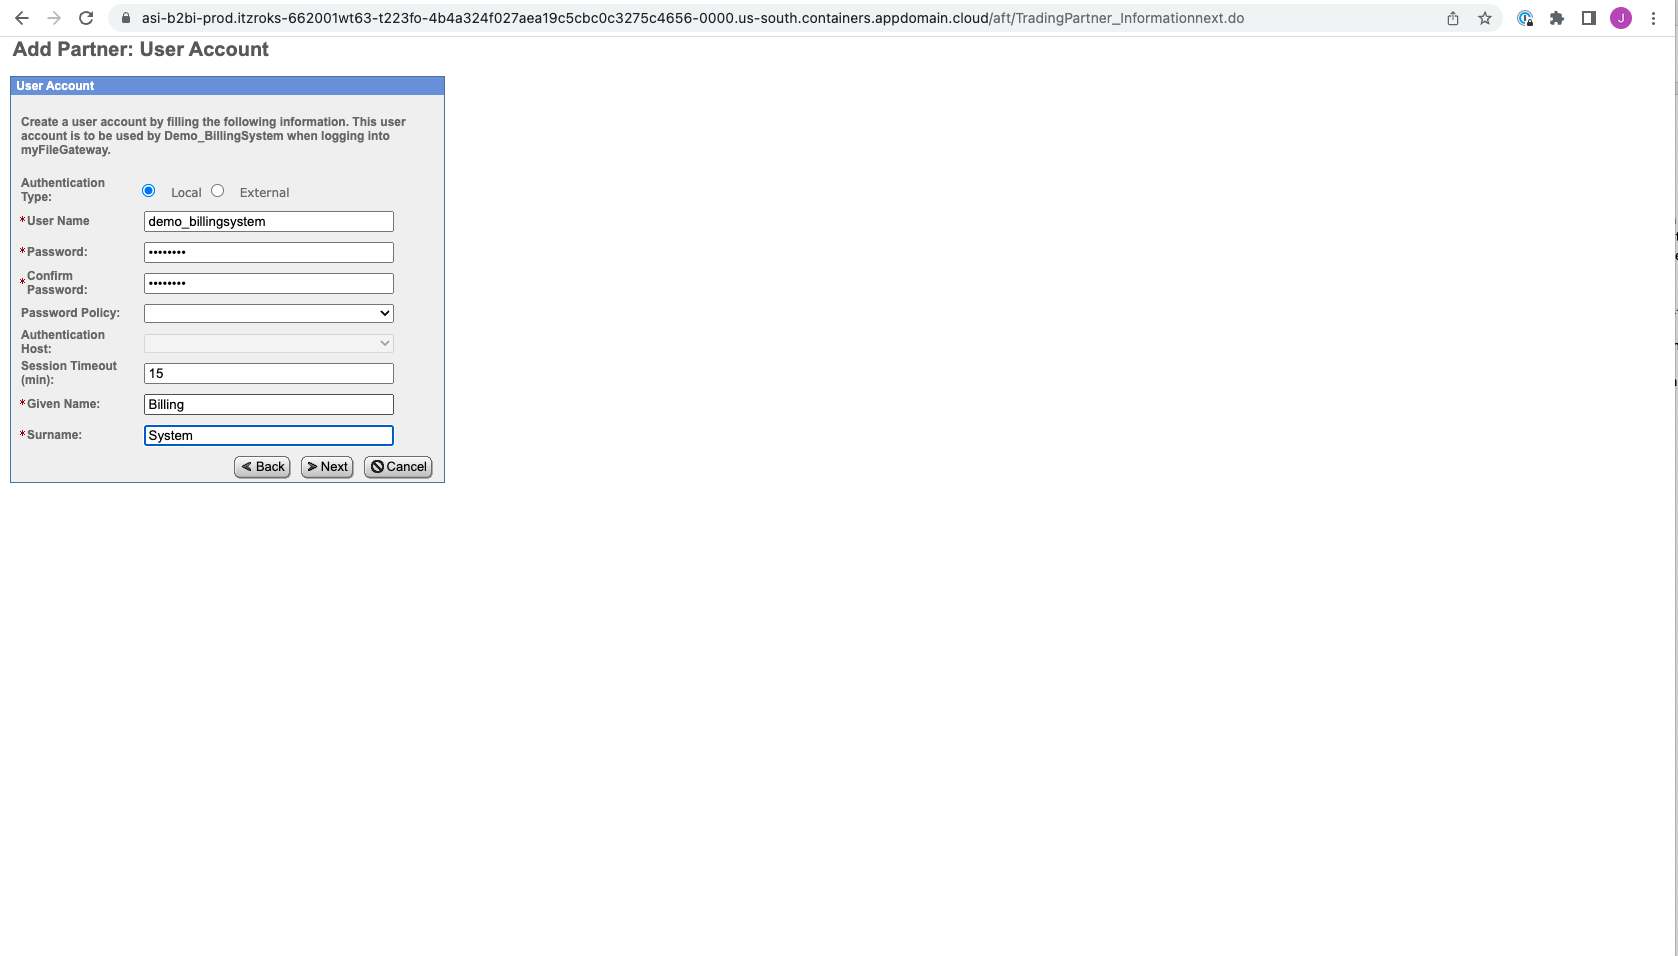 asi-b2bi-prod.itzroks-662001wt63-t223fo-4b4a324f027aea19c5cbc0c3275c4656-0000.us-south.containers.appdomain.cloud/aft/TradingPartner_Informationnext.do
J
Add Partner: User Account
User Account
Create a user account by filling the following information. This user
account is to be used by Demo_BillingSystem when logging into
myFileGateway.
Authentication
Type:
Local
External
*User Name
demo_billingsystem
*Password:
••••••••
*Confirm
Password:
••••••••
Password Policy:
Authentication
Host:
Session Timeout
(min):
15
*Given Name:
Billing
*Surname:
System
Back
Next
Cancel